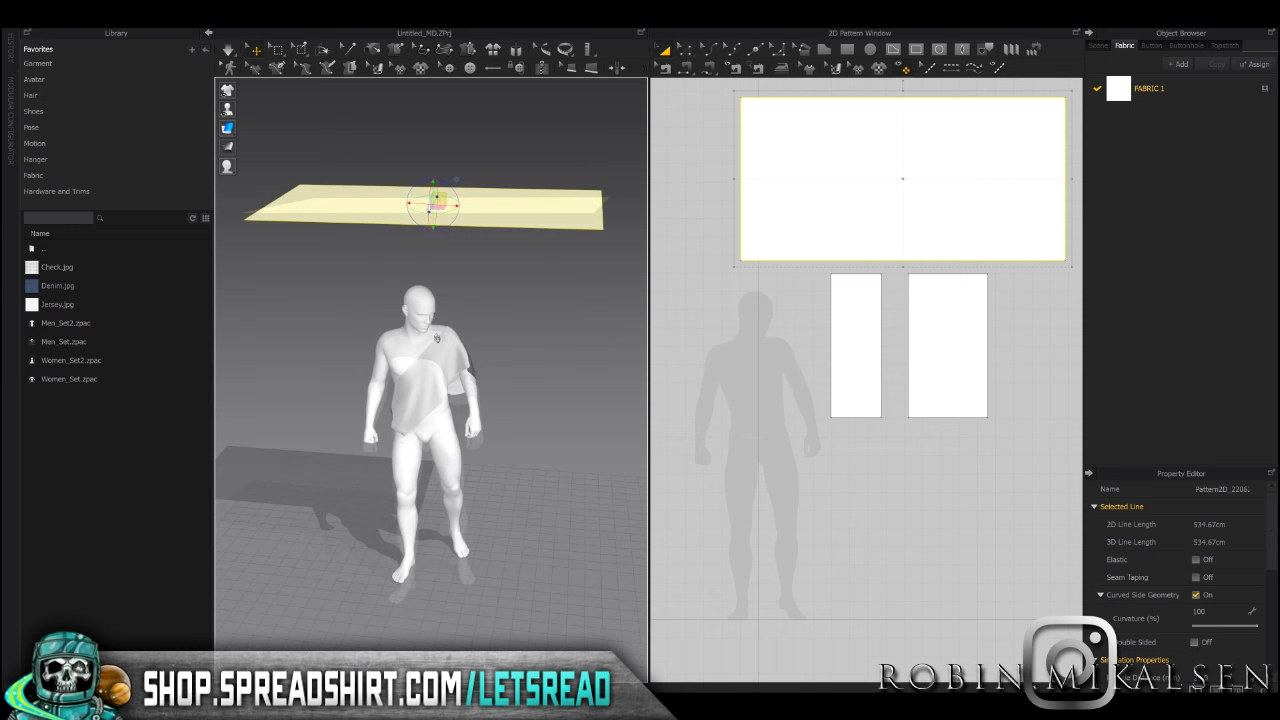 Library
Untitled_MD.ZPrj
2D Pattern Window
Object Browser
HISTORY
MODULAR CONFIGURATOR
Favorites
Garment
Avatar
Hair
Shoes
Pose
Motion
Hanger
Fabric
Hardware and Trims
Name
..
Check.jpg
Denim.jpg
Jersey.jpg
Men_Set2.zpac
Men_Set.zpac
Women_Set2.zpac
Women_Set.zpac
Scene
Fabric
Button
Buttonhole
Topstitch
+ Add
Copy
Assign
FABRIC 1
Property Editor
Name
Selected Line
2D Line Length 534.67cm
3D Line Length 534.67cm
Elastic Off
Seam Taping Off
Curved Side Geometry On
Curvature (%) 100
Off
SHOP.SPREADSHIRT.COM/LETSREAD
ROBIN.MIKALSEN